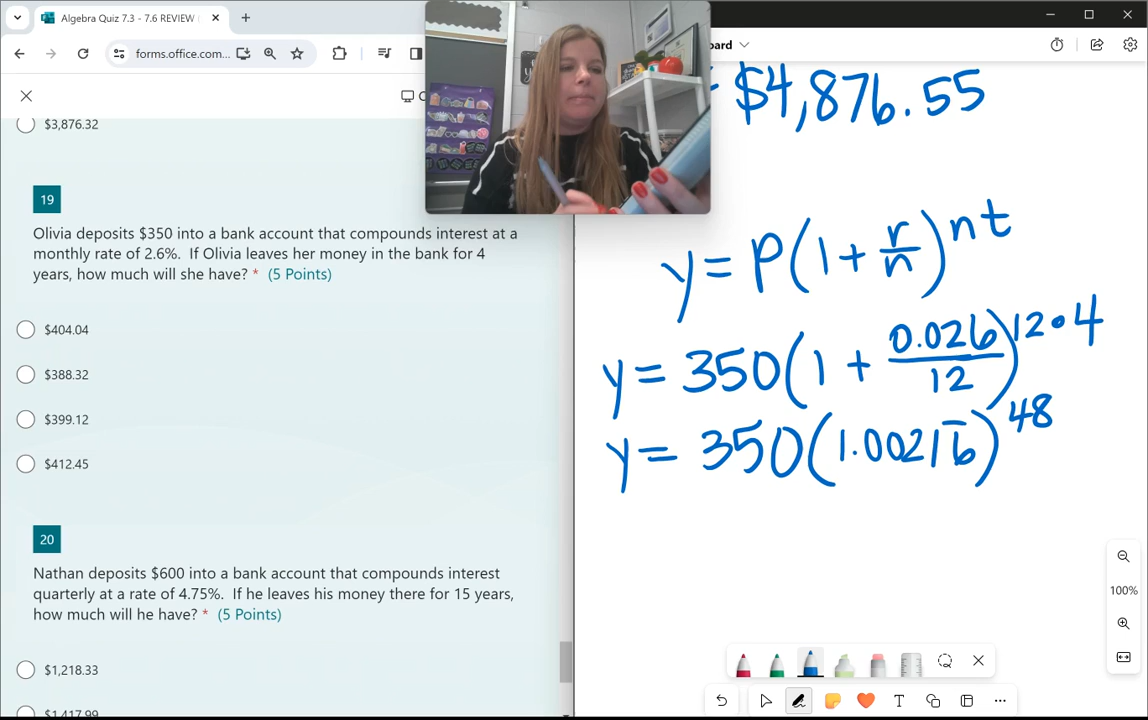 Algebra Quiz 7.3 - 7.6 REVIEW (
forms.office.com...
oard
$3,876.32
19
Olivia deposits $350 into a bank account that compounds interest at a
monthly rate of 2.6%. If Olivia leaves her money in the bank for 4
years, how much will she have? * (5 Points)
$404.04
$388.32
$399.12
$412.45
20
Nathan deposits $600 into a bank account that compounds interest
quarterly at a rate of 4.75%. If he leaves his money there for 15 years,
how much will he have? * (5 Points)
$1,218.33
$1,417.99
= $4,876.55
y = P(1 + r/n)^nt
y = 350(1 + 0.026/12)^12•4
y = 350(1.00216̅)^48
100%